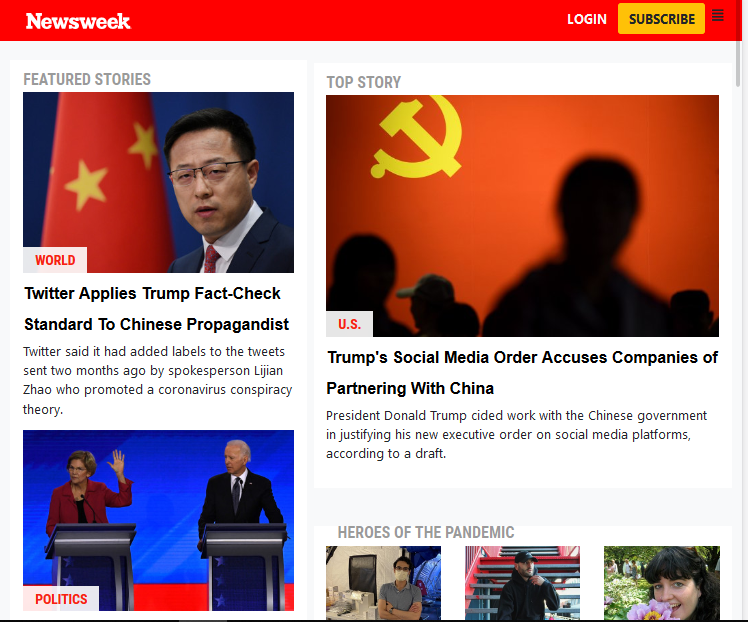 Newsweek
LOGIN
SUBSCRIBE
FEATURED STORIES
WORLD
Twitter Applies Trump Fact-Check
Standard To Chinese Propagandist
Twitter said it had added labels to the tweets
sent two months ago by spokesperson Lijian
Zhao who promoted a coronavirus conspiracy
theory.
POLITICS
TOP STORY
U.S.
Trump's Social Media Order Accuses Companies of
Partnering With China
President Donald Trump cided work with the Chinese government
in justifying his new executive order on social media platforms,
according to a draft.
HEROES OF THE PANDEMIC